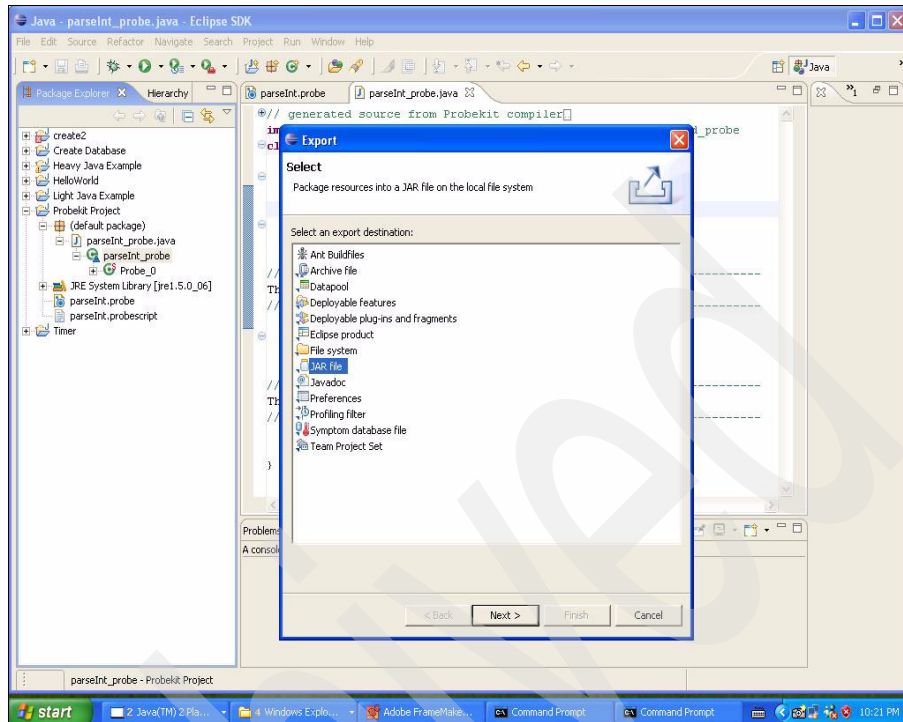 Java - parseInt_probe.java - Eclipse SDK
File Edit Source Refactor Navigate Search Project Run Window Help
Java
Package Explorer
Hierarchy
parseInt.probe
parseInt_probe.java
create2
Create Database
Heavy Java Example
HelloWorld
Light Java Example
Probekit Project
(default package)
parseInt_probe.java
parseInt_probe
Probe_0
JRE System Library [jre1.5.0_06]
parseInt.probe
parseInt.probescript
Timer
// generated source from Probekit compiler
im
_probe
cl
//
Th
//
//
Th
//
}
Export
Select
Package resources into a JAR file on the local file system
Select an export destination:
Ant Buildfiles
Archive file
Datapool
Deployable features
Deployable plug-ins and fragments
Eclipse product
File system
JAR file
Javadoc
Preferences
Profiling filter
Symptom database file
Team Project Set
< Back
Next >
Finish
Cancel
Problems
A consol
parseInt_probe - Probekit Project
start
2 Java(TM) 2 Pla...
4 Windows Explo...
Adobe FrameMake...
Command Prompt
Command Prompt
10:21 PM